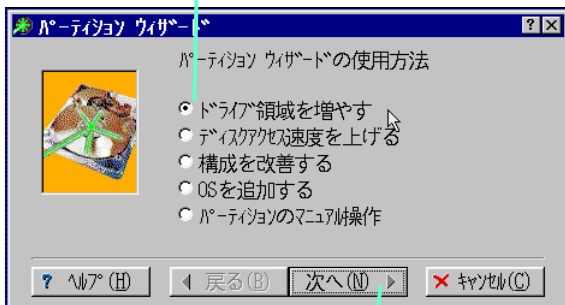 ﾊﾟｰﾃｨｼｮﾝ ｳｨｻﾞｰﾄﾞ
ﾊﾟｰﾃｨｼｮﾝ ｳｨｻﾞｰﾄﾞの使用方法
ﾄﾞﾗｲﾌﾞ領域を増やす
ﾃﾞｨｽｸｱｸｾｽ速度を上げる
構成を改善する
OSを追加する
ﾊﾟｰﾃｨｼｮﾝのﾏﾆｭｱﾙ操作
? ﾍﾙﾌﾟ(H) 戻る(B) 次へ(N) ｷｬﾝｾﾙ(C)